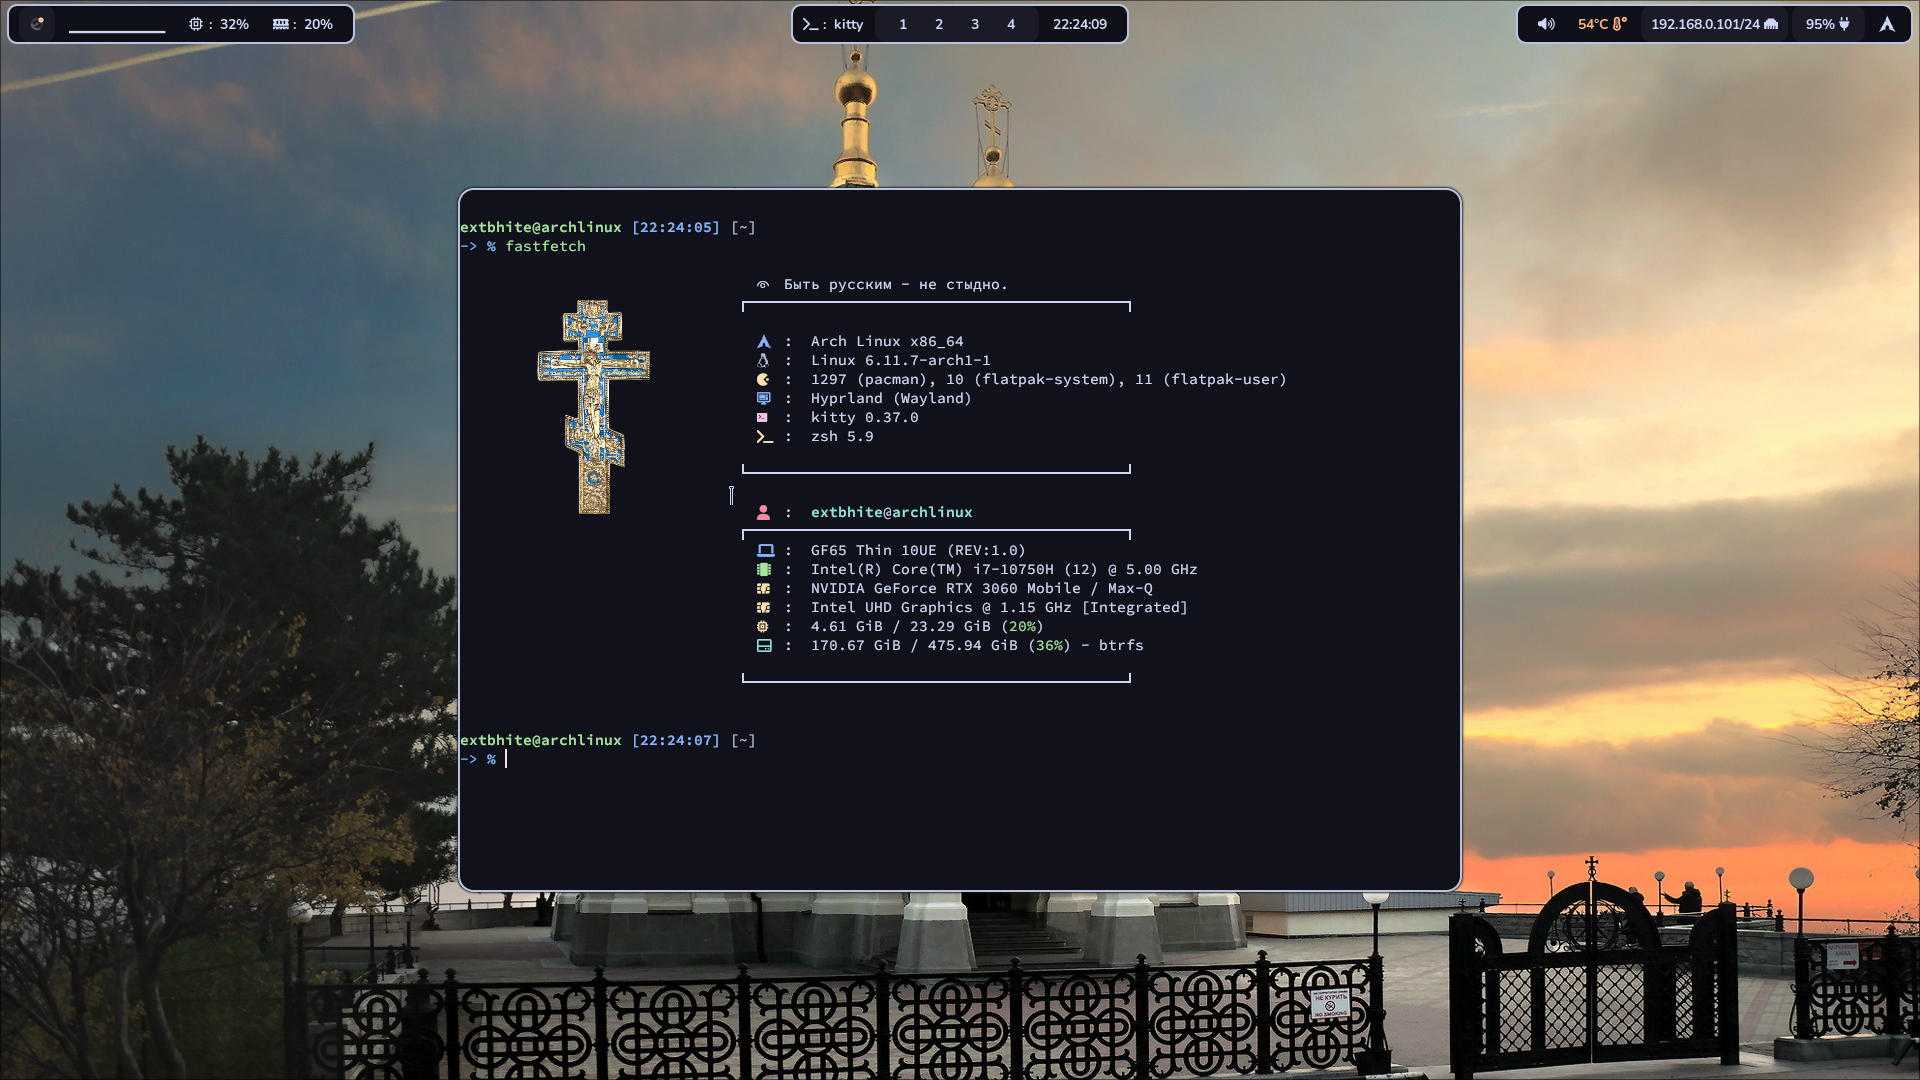 : 32% : 20%
: kitty 1 2 3 4 22:24:09
54°C 192.168.0.101/24 95%
extbhite@archlinux [22:24:05] [~]
-> % fastfetch
Быть русским - не стыдно.
: Arch Linux x86_64
: Linux 6.11.7-arch1-1
: 1297 (pacman), 10 (flatpak-system), 11 (flatpak-user)
: Hyprland (Wayland)
: kitty 0.37.0
: zsh 5.9
: extbhite@archlinux
: GF65 Thin 10UE (REV:1.0)
: Intel(R) Core(TM) i7-10750H (12) @ 5.00 GHz
: NVIDIA GeForce RTX 3060 Mobile / Max-Q
: Intel UHD Graphics @ 1.15 GHz [Integrated]
: 4.61 GiB / 23.29 GiB (20%)
: 170.67 GiB / 475.94 GiB (36%) - btrfs
extbhite@archlinux [22:24:07] [~]
-> %
НЕ КУРИТЬ
NO SMOKING